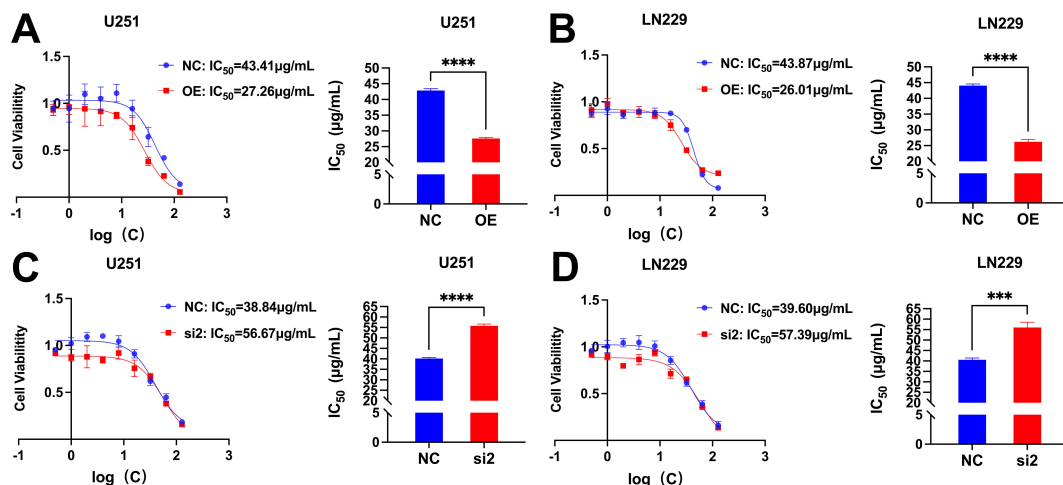 A
U251
NC: IC50=43.41μg/mL
OE: IC50=27.26μg/mL
Cell Viabilitity
1.5
1.0
0.5
-1
0
1
2
3
log（C）
U251
****
IC50 (μg/mL)
50
45
40
35
30
25
20
5
0
NC
OE
B
LN229
NC: IC50=43.87μg/mL
OE: IC50=26.01μg/mL
Cell Viability
1.5
1.0
0.5
-1
0
1
2
3
log（C）
LN229
****
IC50 (μg/mL)
50
45
40
35
30
25
20
5
0
NC
OE
C
U251
NC: IC50=38.84μg/mL
si2: IC50=56.67μg/mL
Cell Viability
1.5
1.0
0.5
-1
0
1
2
3
log（C）
U251
****
IC50 (μg/mL)
65
60
55
50
45
40
35
30
25
20
5
0
NC
si2
D
LN229
NC: IC50=39.60μg/mL
si2: IC50=57.39μg/mL
Cell Viability
1.5
1.0
0.5
-1
0
1
2
3
log（C）
LN229
***
IC50 (μg/mL)
65
60
55
50
45
40
35
30
25
20
5
0
NC
si2